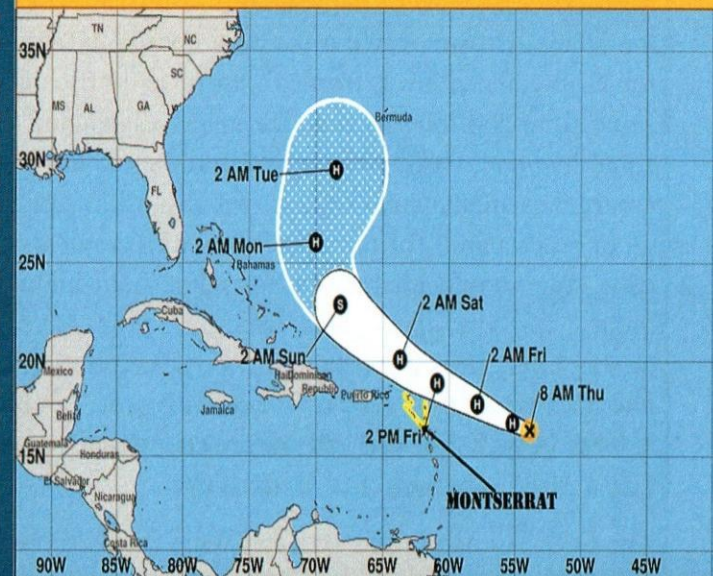 TN
NC
35N
SC
MS
AL
GA
Bermuda
30N
2 AM Tue
H
FL
2 AM Mon
H
25N
Bahamas
S
2 AM Sat
Cuba
H
2 AM Sun
2 AM Fri
20N
Mexico
Haiti
Dominican
Republic
Puerto Rico
H
H
8 AM Thu
Belize
Jamaica
H
X
2 PM Fri
Guatemala
Honduras
15N
El Salvador
Nicaragua
MONTSERRAT
Costa Rica
90W
85W
80W
75W
70W
65W
60W
55W
50W
45W